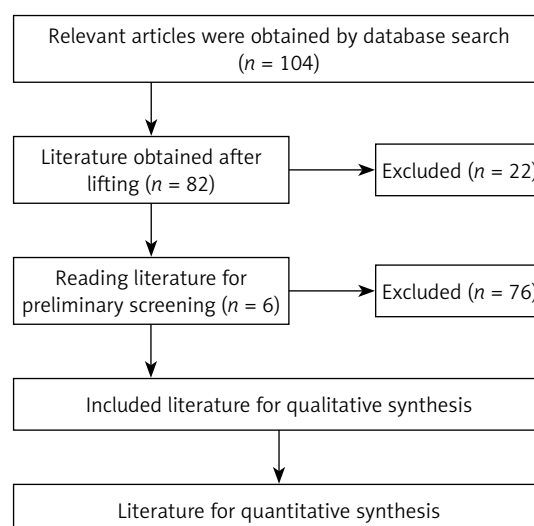 Relevant articles were obtained by database search
(n = 104)
Literature obtained after
lifting (n = 82)
Excluded (n = 22)
Reading literature for
preliminary screening (n = 6)
Excluded (n = 76)
Included literature for qualitative synthesis
Literature for quantitative synthesis